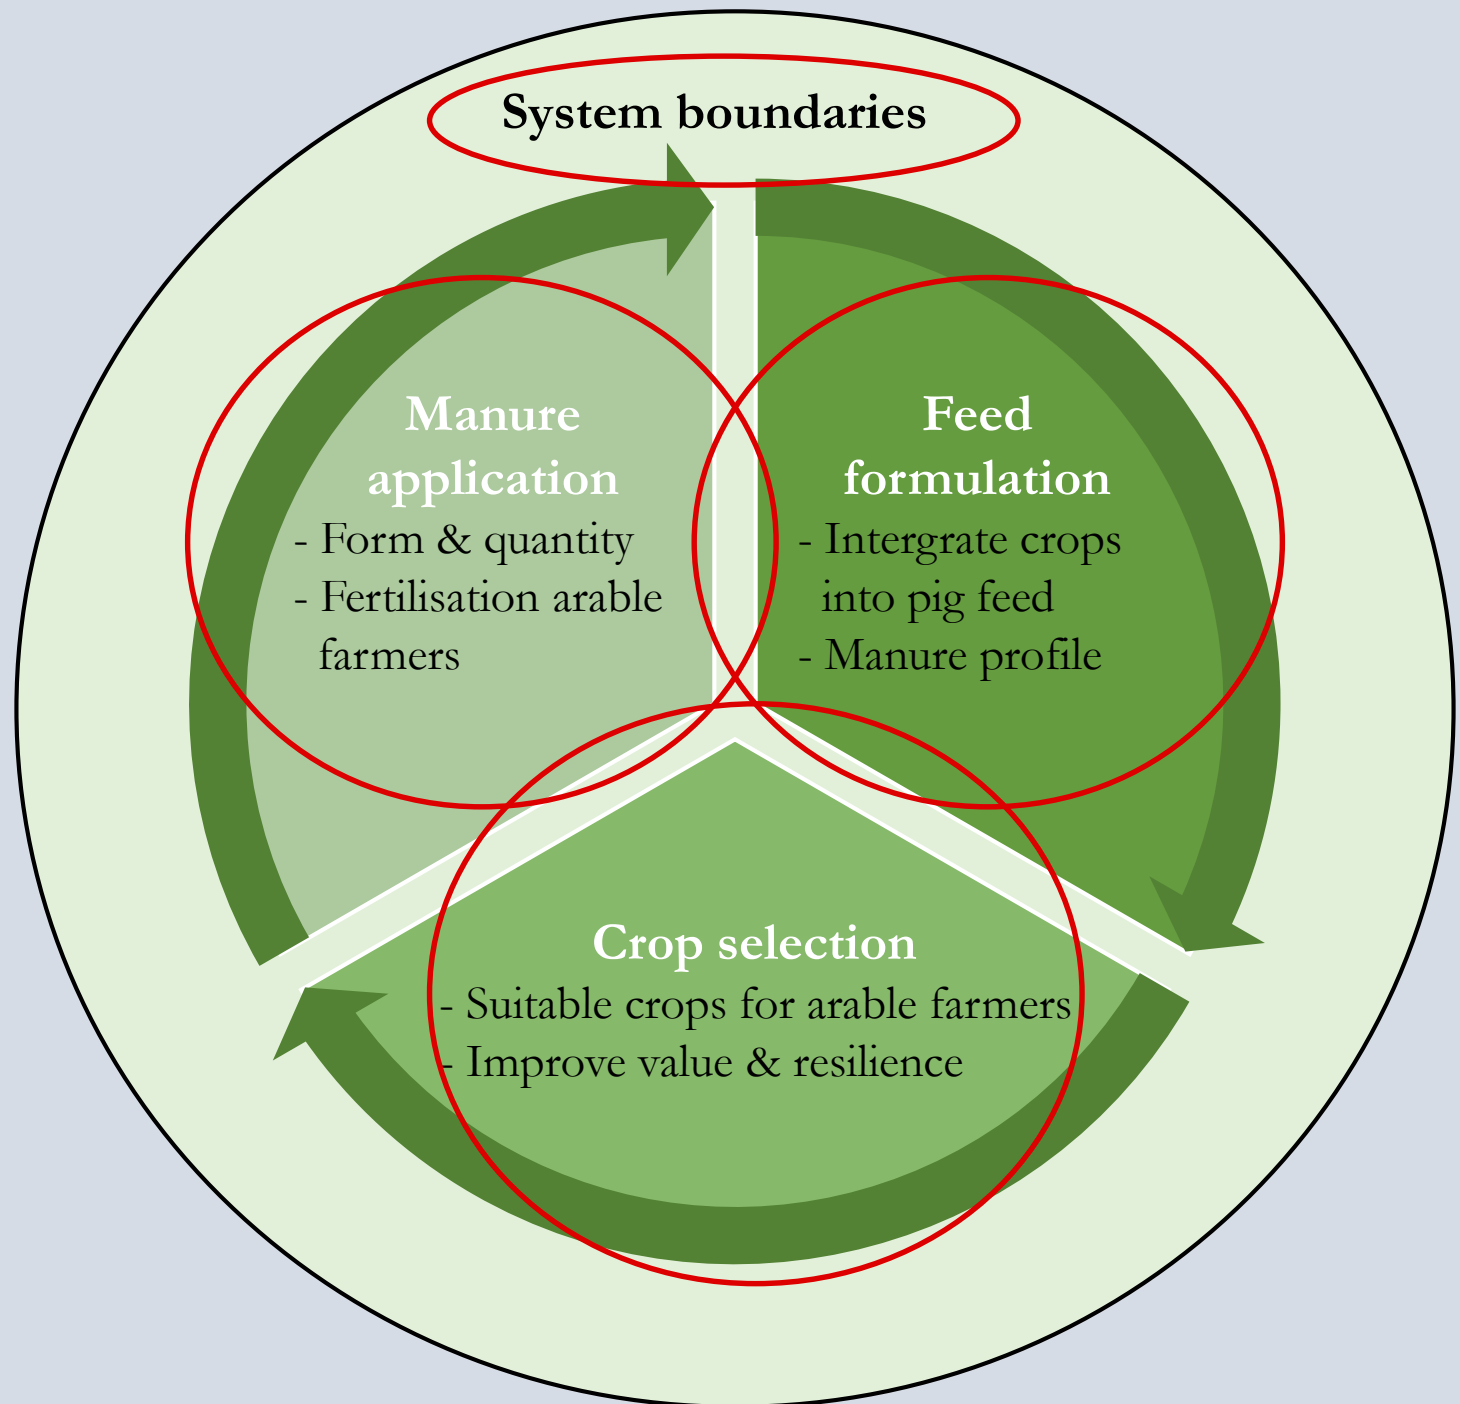 System boundaries
Manure
application
- Form & quantity
- Fertilisation arable
farmers
Feed
formulation
- Intergrate crops
into pig feed
- Manure profile
Crop selection
- Suitable crops for arable farmers
- Improve value & resilience